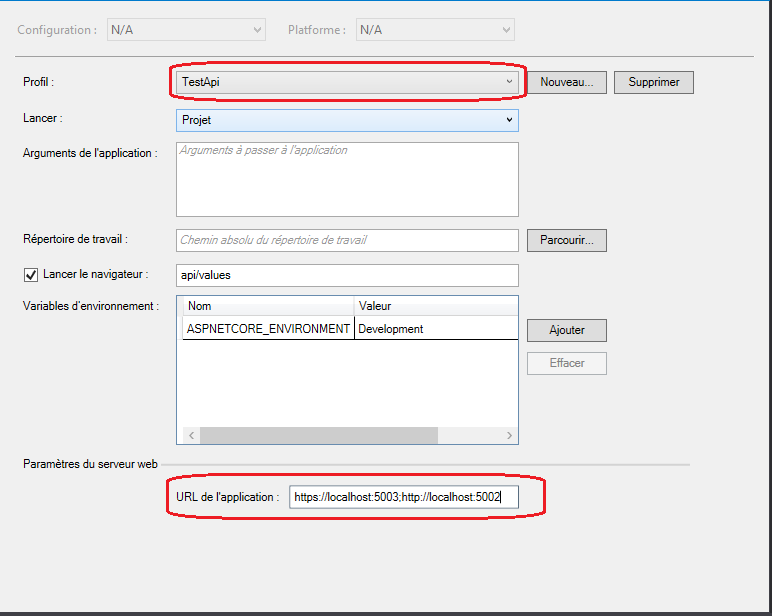 Configuration : N/A Platforme : N/A
Profil : TestApi Nouveau... Supprimer
Lancer : Projet
Arguments de l'application : Arguments à passer à l'application
Répertoire de travail : Chemin absolu du répertoire de travail Parcourir...
Lancer le navigateur : api/values
Variables d'environnement : Nom Valeur
ASPNETCORE_ENVIRONMENT Development Ajouter
Effacer
Paramètres du serveur web
URL de l'application : https://localhost:5003;http://localhost:5002